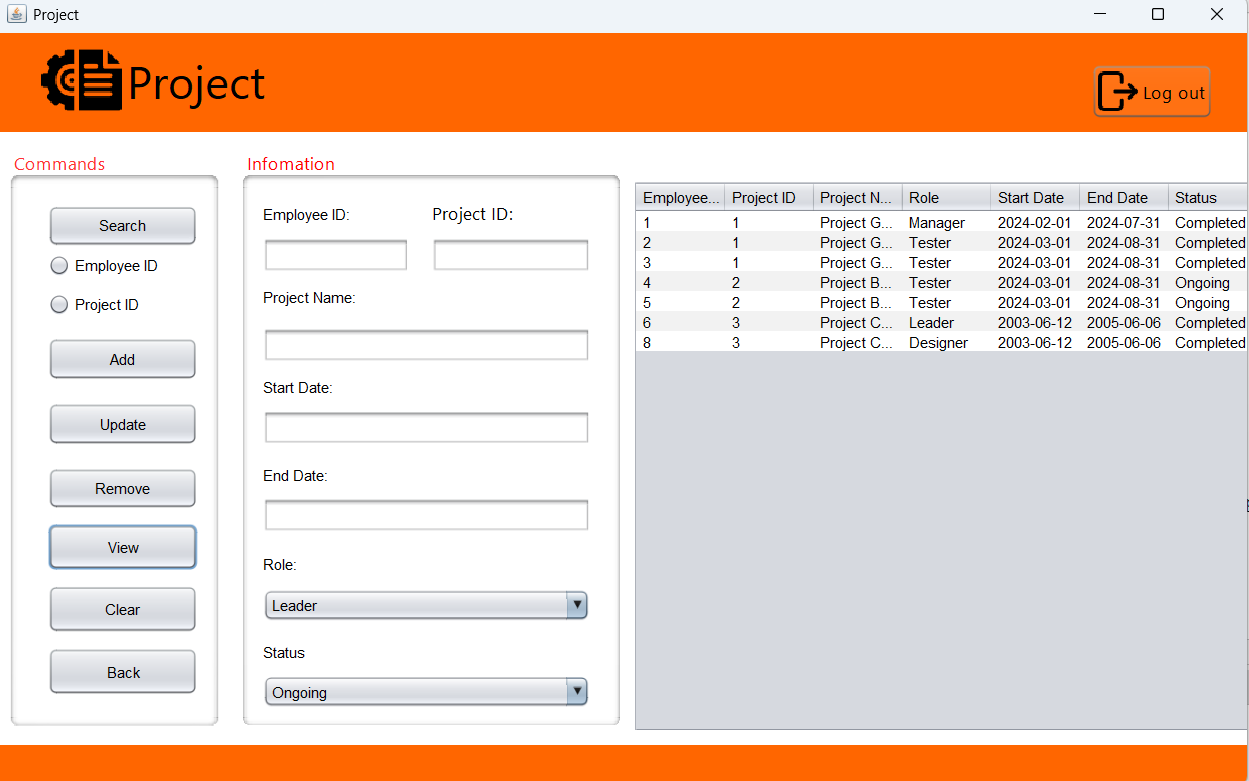 Project
Project
Log out
Commands
Search
Employee ID
Project ID
Add
Update
Remove
View
Clear
Back
Infomation
Employee ID: Project ID:
Project Name:
Start Date:
End Date:
Role:
Leader
Status
Ongoing
Employee... Project ID Project N... Role Start Date End Date Status
1 1 Project G... Manager 2024-02-01 2024-07-31 Completed
2 1 Project G... Tester 2024-03-01 2024-08-31 Completed
3 1 Project G... Tester 2024-03-01 2024-08-31 Completed
4 2 Project B... Tester 2024-03-01 2024-08-31 Ongoing
5 2 Project B... Tester 2024-03-01 2024-08-31 Ongoing
6 3 Project C... Leader 2003-06-12 2005-06-06 Completed
8 3 Project C... Designer 2003-06-12 2005-06-06 Completed